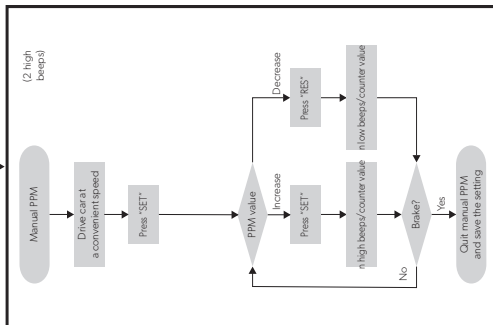 (2 high
beeps)
Manual PPM
Drive car at
a convenient speed
Press "SET"
PPM value
Decrease
Press "RES"
n low beeps/counter value
Increase
Press "SET"
n high beeps/counter value
Brake?
No
Yes
Quit manual PPM
and save the setting